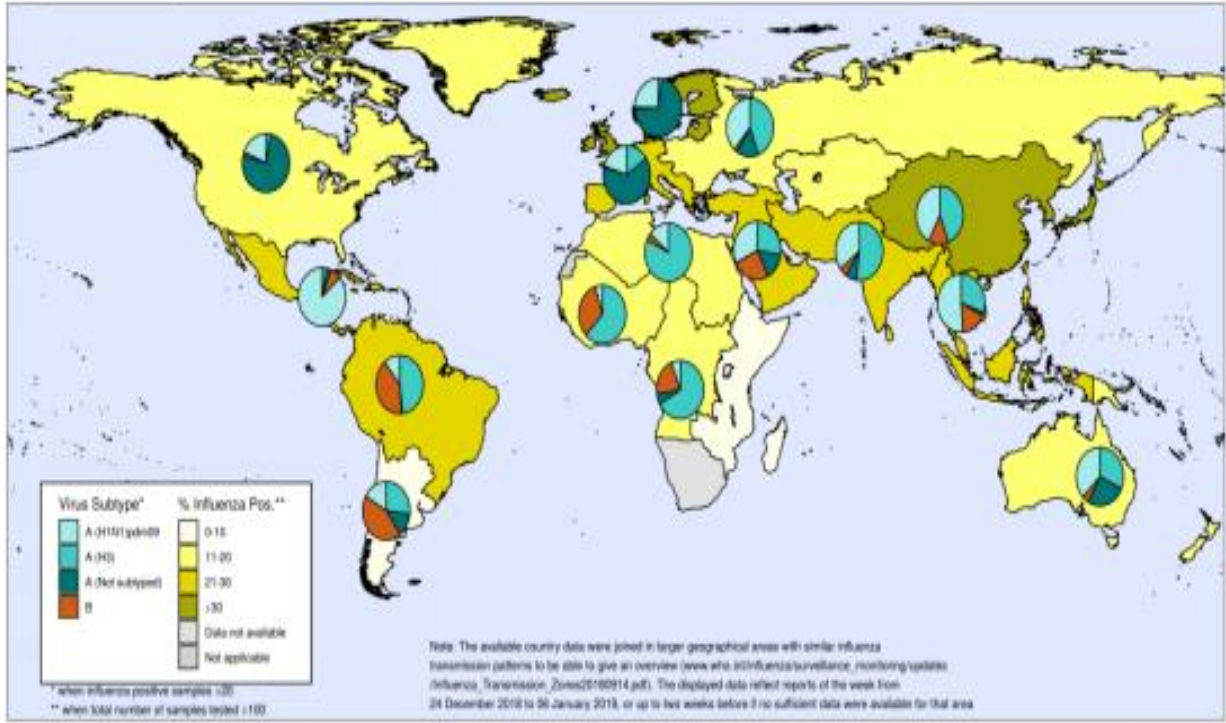 Virus Subtype*
A (H1N1)pdm09
A (H3)
A (Not subtyped)
B
% Influenza Pos.**
0-10
11-20
21-30
>30
Data not available
Not applicable
* when influenza positive samples >20
** when total number of samples tested >100
Note: The available country data were joined in larger geographical areas with similar influenza
transmission patterns to be able to give an overview (www.who.int/influenza/surveillance_monitoring/updates
/Influenza_Transmission_Zones20180914.pdf). The displayed data reflect reports of the week from
24 December 2018 to 06 January 2019, or up to two weeks before if no sufficient data were available for that area